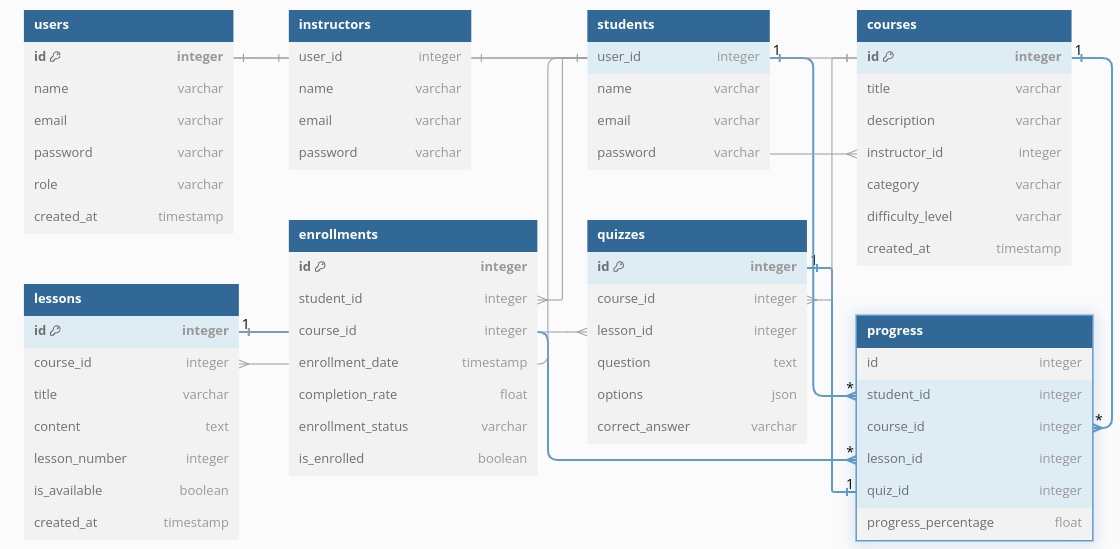 users
id integer
name varchar
email varchar
password varchar
role varchar
created_at timestamp
instructors
user_id integer
name varchar
email varchar
password varchar
students
user_id integer 1
name varchar
email varchar
password varchar
courses
id integer 1
title varchar
description varchar
instructor_id integer
category varchar
difficulty_level varchar
created_at timestamp
lessons
id integer 1
course_id integer
title varchar
content text
lesson_number integer
is_available boolean
created_at timestamp
enrollments
id integer
student_id integer
course_id integer
enrollment_date timestamp
completion_rate float
enrollment_status varchar
is_enrolled boolean
quizzes
id integer 1
course_id integer
lesson_id integer
question text
options json
correct_answer varchar
progress
id integer
* student_id integer
course_id integer *
* lesson_id integer
1 quiz_id integer
progress_percentage float